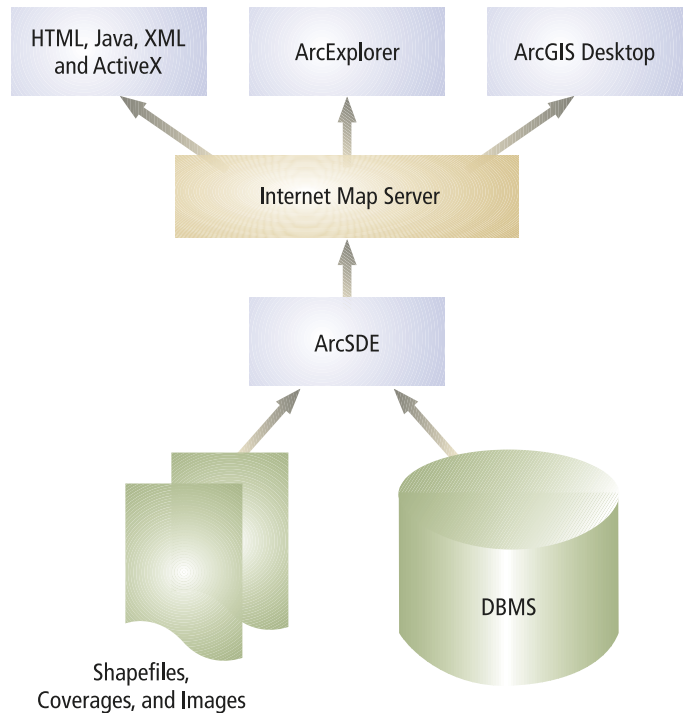 HTML, Java, XML
and ActiveX
ArcExplorer
ArcGIS Desktop
Internet Map Server
ArcSDE
DBMS
Shapefiles,
Coverages, and Images